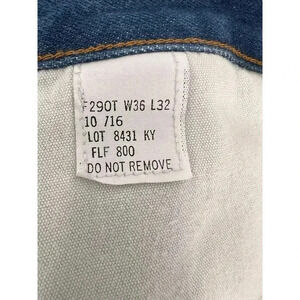 F290T W36 L32
10 /16
LOT 8431 KY
FLF 800
DO NOT REMOVE